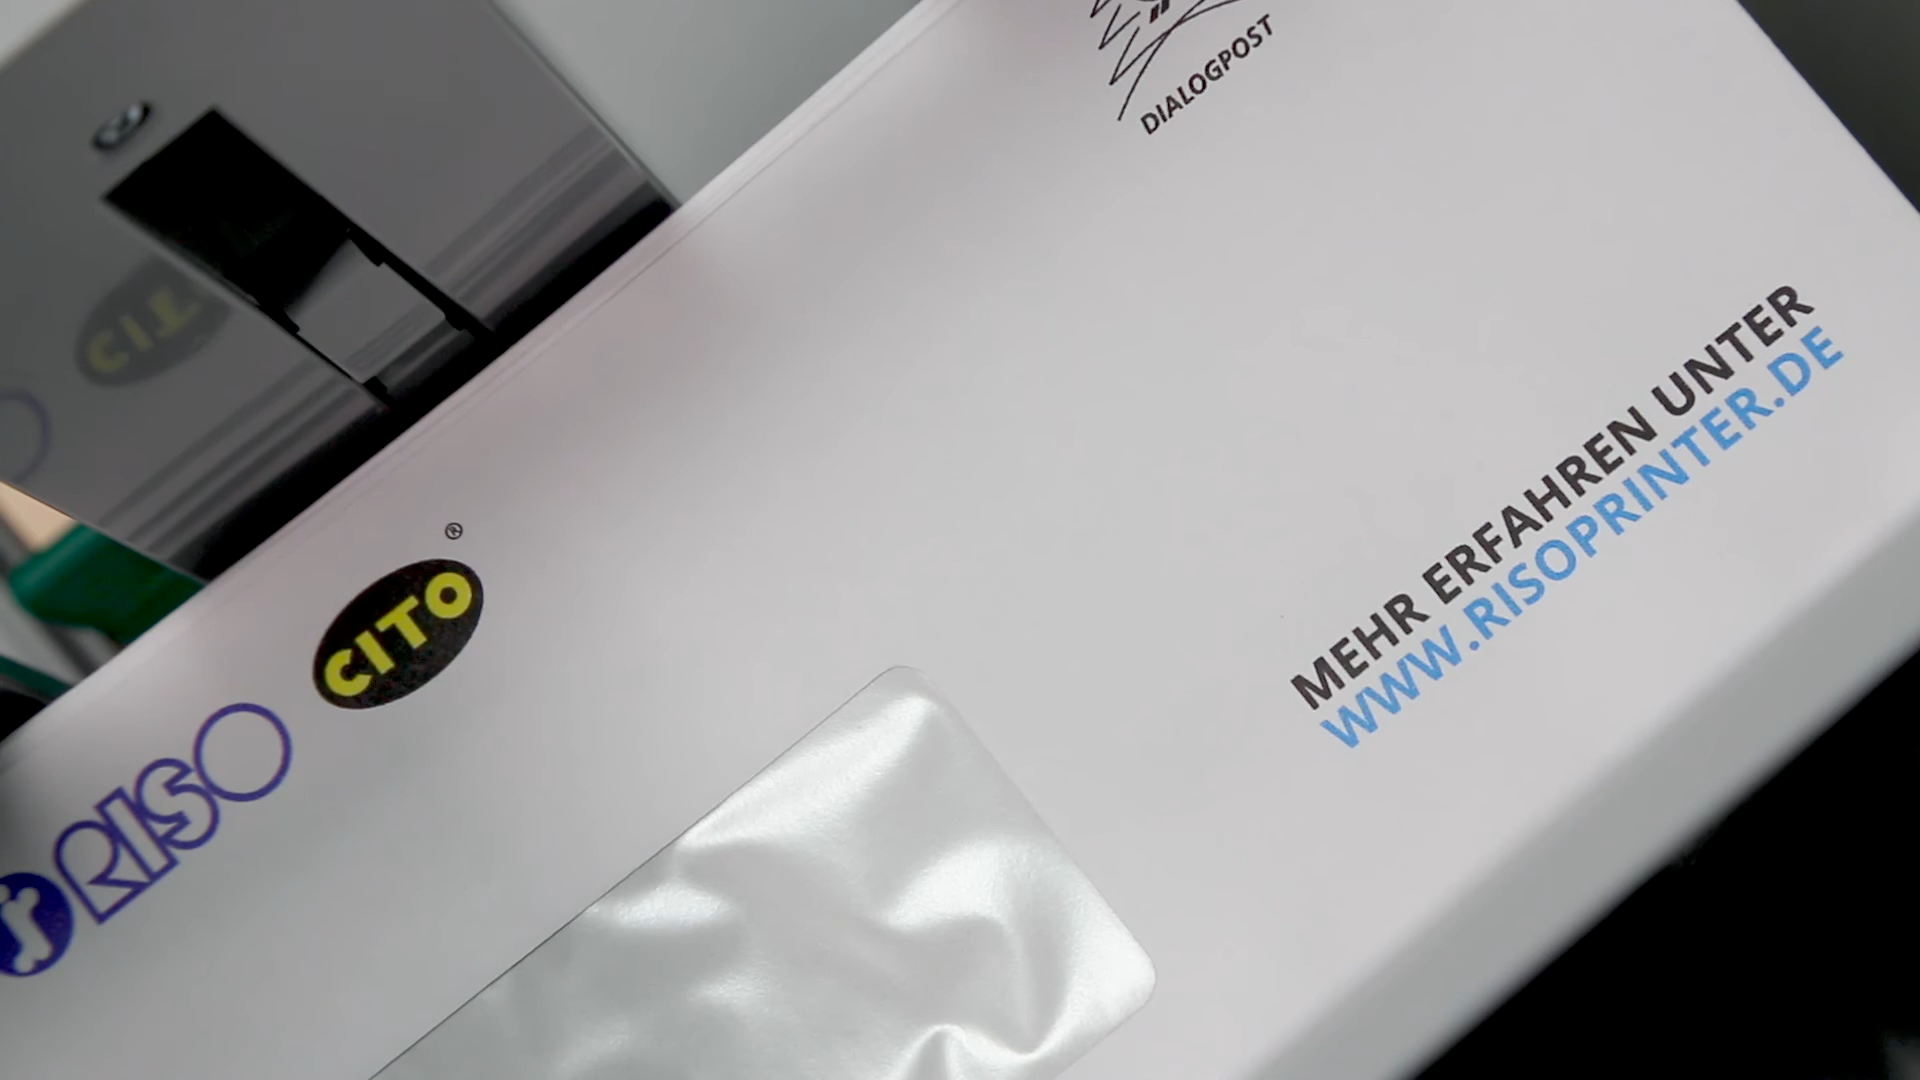 DIALOGPOST
CITO
®
RISO
MEHR ERFAHREN UNTER
WWW.RISOPRINTER.DE
CITO